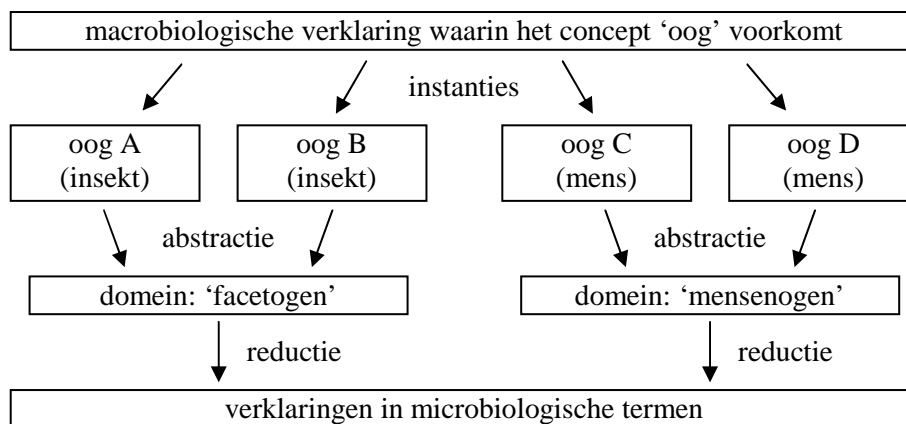 macrobiologische verklaring waarin het concept ‘oog’ voorkomt
instanties
oog A
(insekt)
oog B
(insekt)
oog C
(mens)
oog D
(mens)
abstractie
abstractie
domein: ‘facetogen’
domein: ‘mensenogen’
reductie
reductie
verklaringen in microbiologische termen